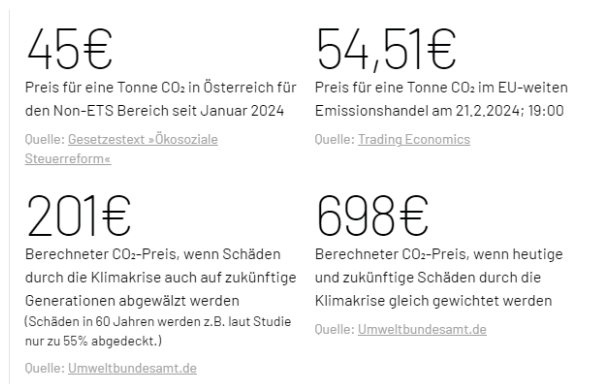 45€
Preis für eine Tonne CO₂ in Österreich für
den Non-ETS Bereich seit Januar 2024
Quelle: Gesetzestext »Ökosoziale
Steuerreform«
54,51€
Preis für eine Tonne CO₂ im EU-weiten
Emissionshandel am 21.2.2024; 19:00
Quelle: Trading Economics
201€
Berechneter CO₂-Preis, wenn Schäden
durch die Klimakrise auch auf zukünftige
Generationen abgewälzt werden
(Schäden in 60 Jahren werden z.B. laut Studie
nur zu 55% abgedeckt.)
Quelle: Umweltbundesamt.de
698€
Berechneter CO₂-Preis, wenn heutige
und zukünftige Schäden durch die
Klimakrise gleich gewichtet werden
Quelle: Umweltbundesamt.de